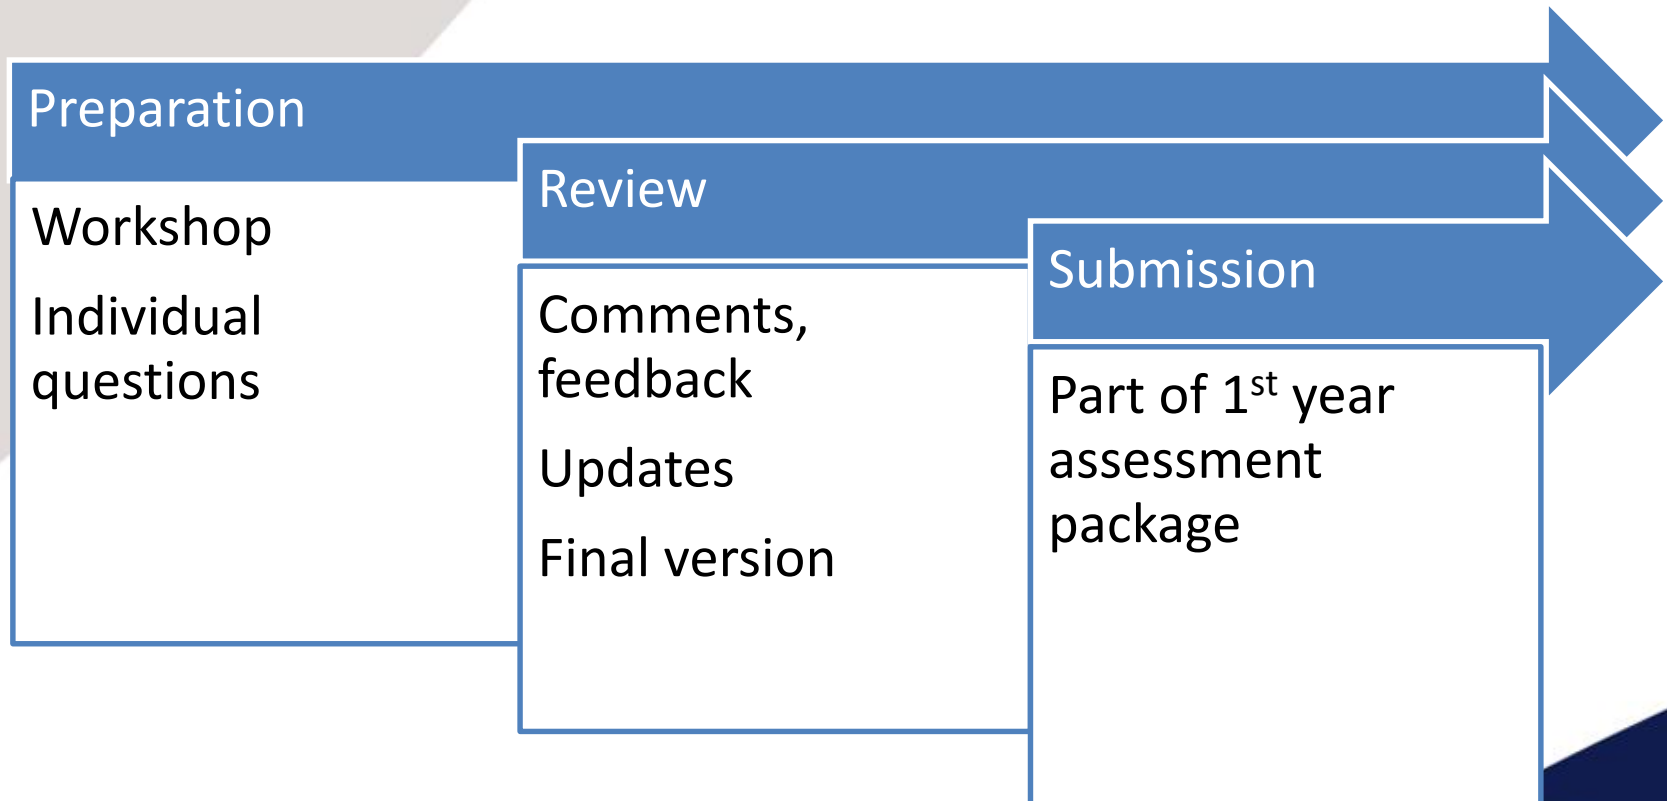 Preparation
Workshop
Individual
questions
Review
Comments,
feedback
Updates
Final version
Submission
Part of 1st year
assessment
package